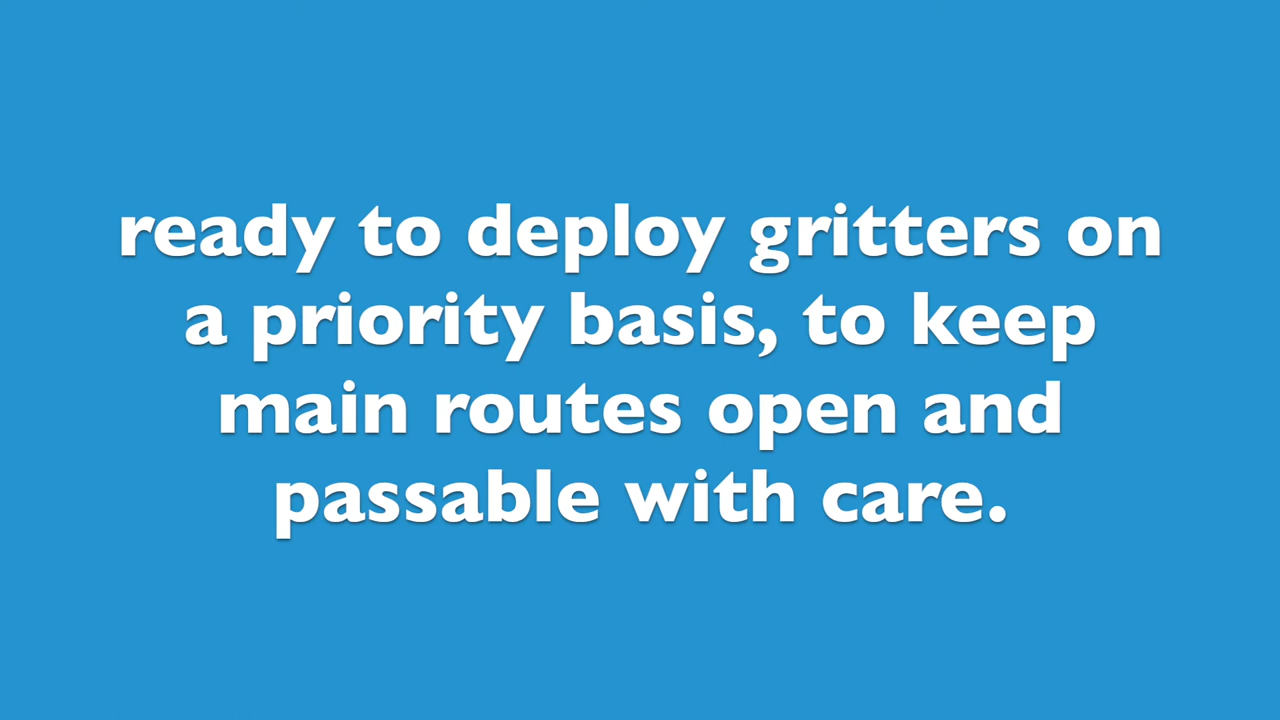 ready to deploy gritters on
a priority basis, to keep
main routes open and
passable with care.